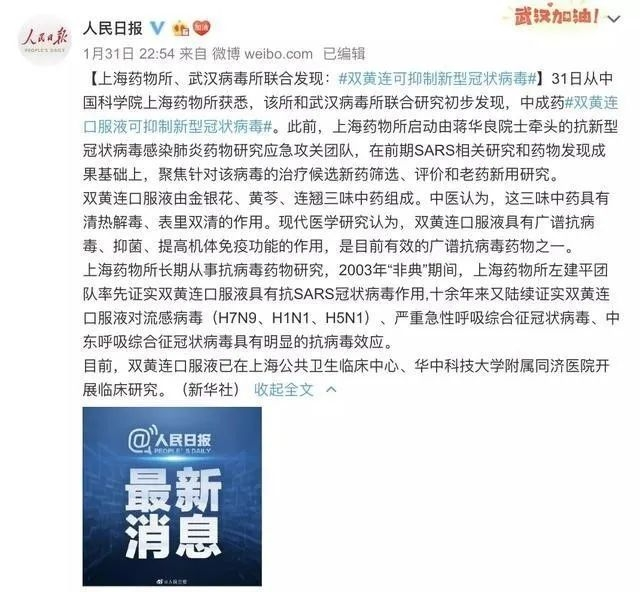 人民日报
武汉加油!
人民日报
PEOPLE'S DAILY
1月31日 22:54 来自 微博 weibo.com 已编辑
【上海药物所、武汉病毒所联合发现：#双黄连可抑制新型冠状病毒#】31日从中
国科学院上海药物所获悉，该所和武汉病毒所联合研究初步发现，中成药#双黄
连口服液可抑制新型冠状病毒#。此前，上海药物所启动由蒋华良院士牵头的抗新型
冠状病毒感染肺炎药物研究应急攻关团队，在前期SARS相关研究和药物发现成
果基础上，聚焦针对该病毒的治疗候选新药筛选、评价和老药新用研究。
双黄连口服液由金银花、黄芩、连翘三味中药组成。中医认为，这三味中药具有
清热解毒、表里双清的作用。现代医学研究认为，双黄连口服液具有广谱抗病
毒、抑菌、提高机体免疫功能的作用，是目前有效的广谱抗病毒药物之一。
上海药物所长期从事抗病毒药物研究，2003年“非典”期间，上海药物所左建平团
队率先证实双黄连口服液具有抗SARS冠状病毒作用,十余年来又陆续证实双黄连
口服液对流感病毒（H7N9、H1N1、H5N1）、严重急性呼吸综合征冠状病毒、中
东呼吸综合征冠状病毒具有明显的抗病毒效应。
目前，双黄连口服液已在上海公共卫生临床中心、华中科技大学附属同济医院开
展临床研究。（新华社） 收起全文
@人民日报
PEOPLE'S DAILY
最新
消息
@人民日报